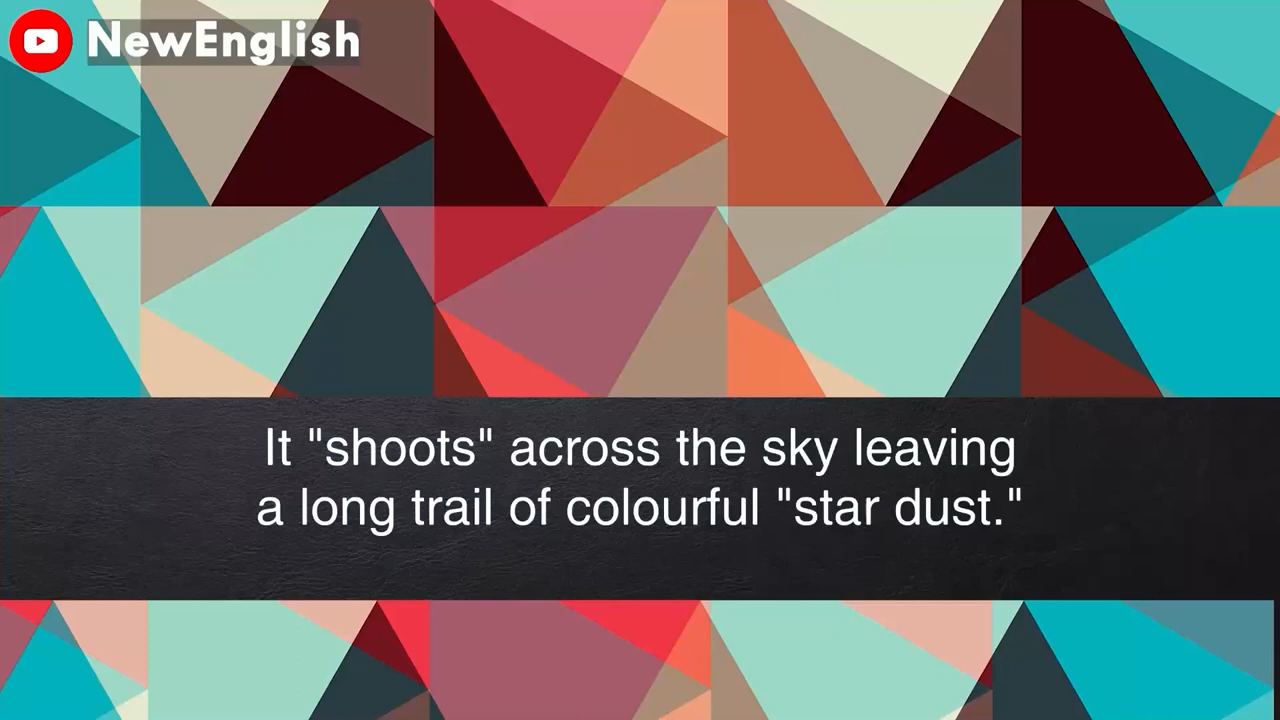 NewEnglish
It "shoots" across the sky leaving
a long trail of colourful "star dust."